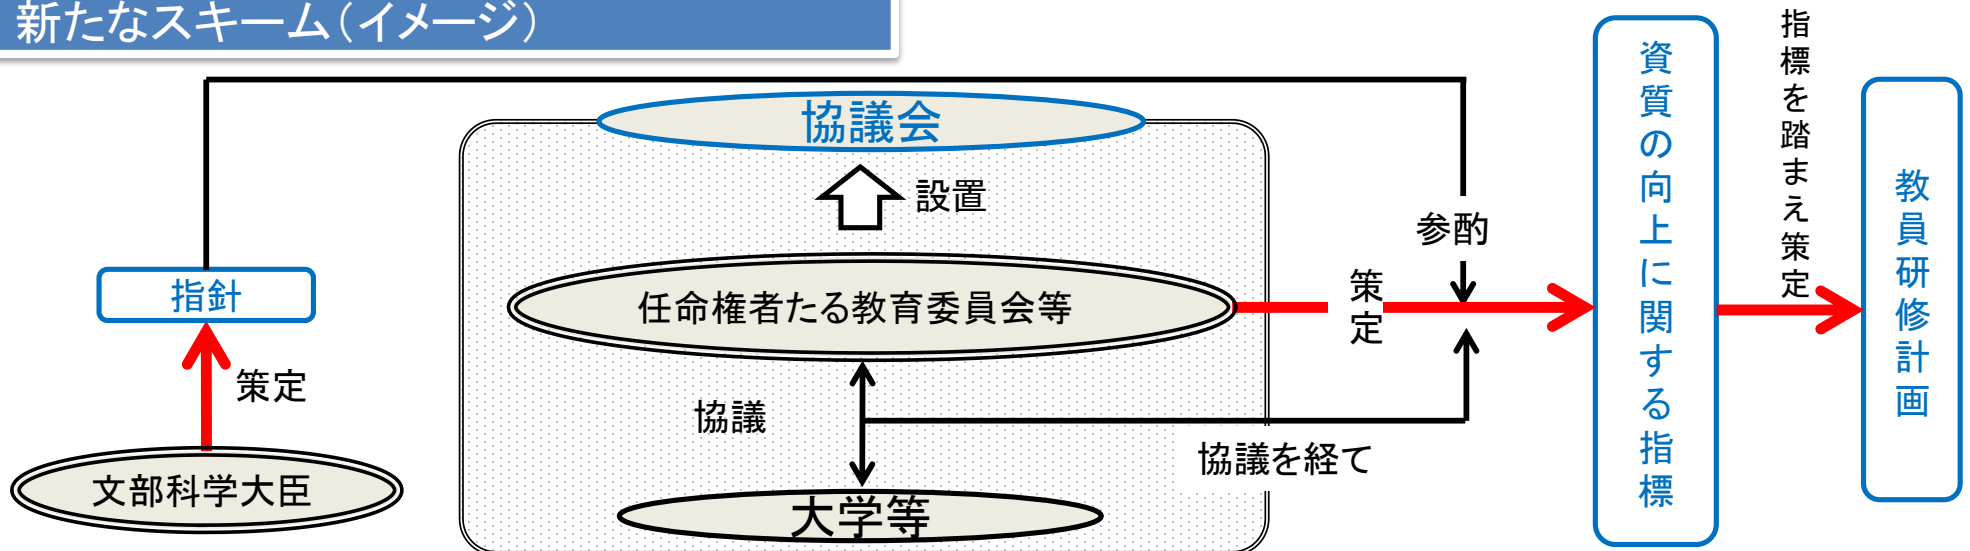 新たなスキーム（イメージ）
協議会
設置
任命権者たる教育委員会等
協議
大学等
協議を経て
指針
策定
文部科学大臣
参酌
策定
資質の向上に関する指標
指標を踏まえ策定
教員研修計画